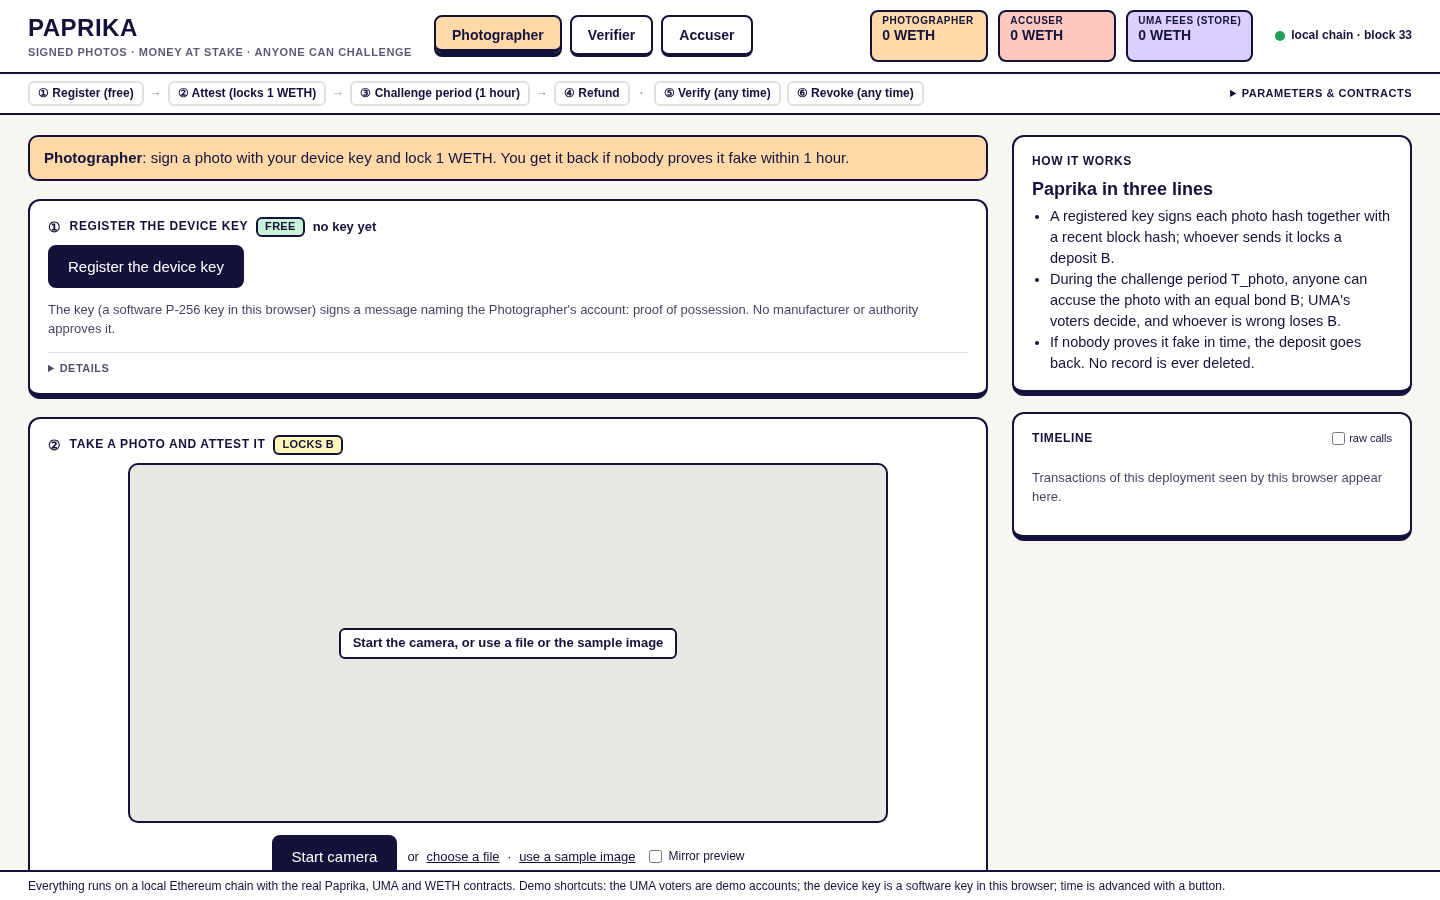 PAPRIKA
SIGNED PHOTOS · MONEY AT STAKE · ANYONE CAN CHALLENGE
Photographer
Verifier
Accuser
PHOTOGRAPHER
0 WETH
ACCUSER
0 WETH
UMA FEES (STORE)
0 WETH
local chain · block 33
① Register (free) → ② Attest (locks 1 WETH) → ③ Challenge period (1 hour) → ④ Refund · ⑤ Verify (any time) ⑥ Revoke (any time)
▸ PARAMETERS & CONTRACTS
Photographer: sign a photo with your device key and lock 1 WETH. You get it back if nobody proves it fake within 1 hour.
① REGISTER THE DEVICE KEY FREE no key yet
Register the device key
The key (a software P-256 key in this browser) signs a message naming the Photographer's account: proof of possession. No manufacturer or authority
approves it.
▸ DETAILS
② TAKE A PHOTO AND ATTEST IT LOCKS B
Start the camera, or use a file or the sample image
Start camera or choose a file · use a sample image Mirror preview
HOW IT WORKS
Paprika in three lines
• A registered key signs each photo hash together with
a recent block hash; whoever sends it locks a
deposit B.
• During the challenge period T_photo, anyone can
accuse the photo with an equal bond B; UMA's
voters decide, and whoever is wrong loses B.
• If nobody proves it fake in time, the deposit goes
back. No record is ever deleted.
TIMELINE
raw calls
Transactions of this deployment seen by this browser appear
here.
Everything runs on a local Ethereum chain with the real Paprika, UMA and WETH contracts. Demo shortcuts: the UMA voters are demo accounts; the device key is a software key in this browser; time is advanced with a button.